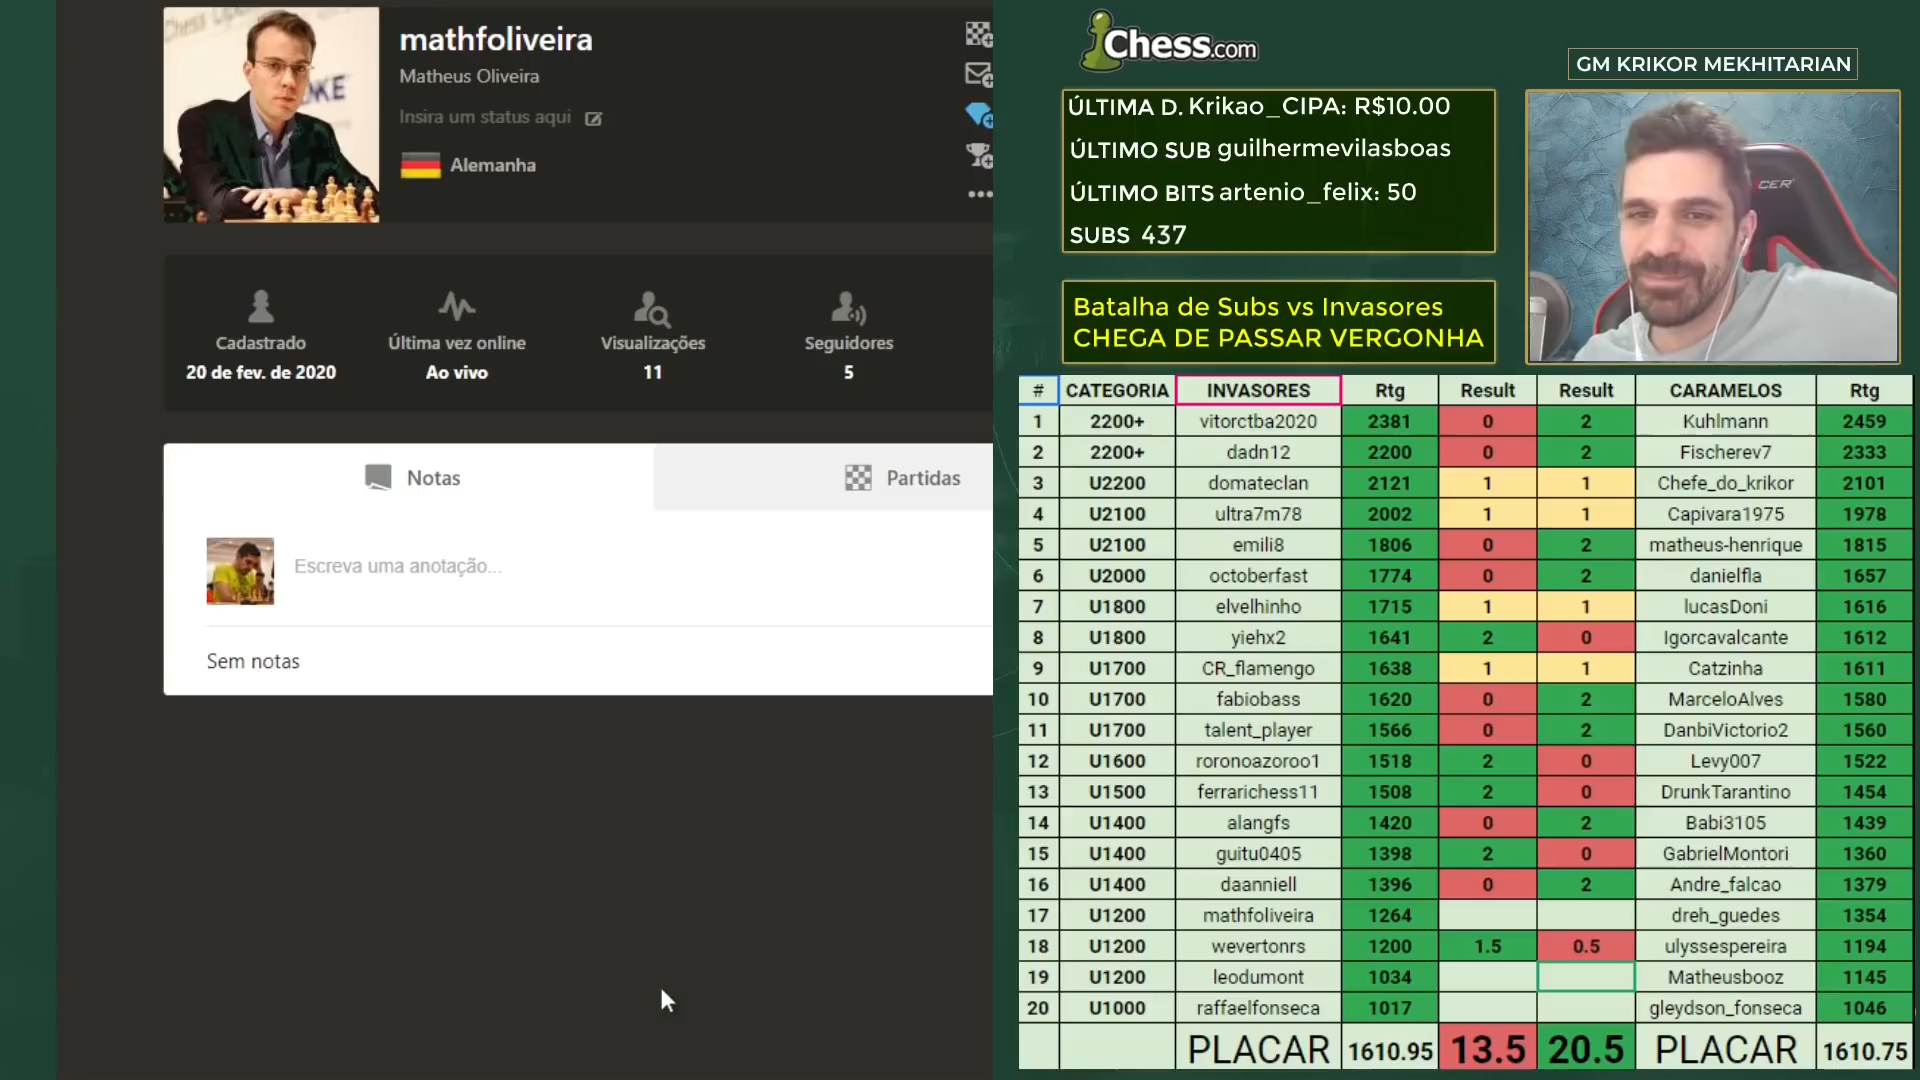 mathfoliveira
Matheus Oliveira
Insira um status aqui
Alemanha
Cadastrado
20 de fev. de 2020
Última vez online
Ao vivo
Visualizações
11
Seguidores
5
Notas
Partidas
Escreva uma anotação...
Sem notas
Chess.com
GM KRIKOR MEKHITARIAN
ÚLTIMA D. Krikao_CIPA: R$10.00
ÚLTIMO SUB guilhermevilasboas
ÚLTIMO BITS artenio_felix: 50
SUBS 437
Batalha de Subs vs Invasores
CHEGA DE PASSAR VERGONHA
# CATEGORIA INVASORES Rtg Result Result CARAMELOS Rtg
1 2200+ vitorctba2020 2381 0 2 Kuhlmann 2459
2 2200+ dadn12 2200 0 2 Fischerev7 2333
3 U2200 domateclan 2121 1 1 Chefe_do_krikor 2101
4 U2100 ultra7m78 2002 1 1 Capivara1975 1978
5 U2100 emili8 1806 0 2 matheus-henrique 1815
6 U2000 octoberfast 1774 0 2 danielfla 1657
7 U1800 elvelhinho 1715 1 1 lucasDoni 1616
8 U1800 yiehx2 1641 2 0 Igorcavalcante 1612
9 U1700 CR_flamengo 1638 1 1 Catzinha 1611
10 U1700 fabiobass 1620 0 2 MarceloAlves 1580
11 U1700 talent_player 1566 0 2 DanbiVictorio2 1560
12 U1600 roronoazoroo1 1518 2 0 Levy007 1522
13 U1500 ferrarichess11 1508 2 0 DrunkTarantino 1454
14 U1400 alangfs 1420 0 2 Babi3105 1439
15 U1400 guitu0405 1398 2 0 GabrielMontori 1360
16 U1400 daanniell 1396 0 2 Andre_falcao 1379
17 U1200 mathfoliveira 1264 dreh_guedes 1354
18 U1200 wevertonrs 1200 1.5 0.5 ulyssespereira 1194
19 U1200 leodumont 1034 Matheusbooz 1145
20 U1000 raffaelfonseca 1017 gleydson_fonseca 1046
PLACAR 1610.95 13.5 20.5 PLACAR 1610.75